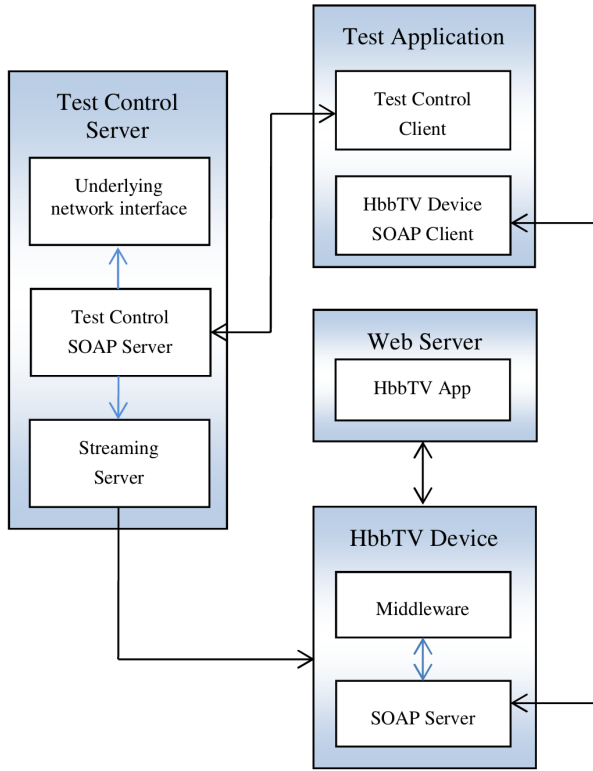 Test Control
Server
Underlying
network interface
Test Control
SOAP Server
Streaming
Server
Test Application
Test Control
Client
HbbTV Device
SOAP Client
Web Server
HbbTV App
HbbTV Device
Middleware
SOAP Server